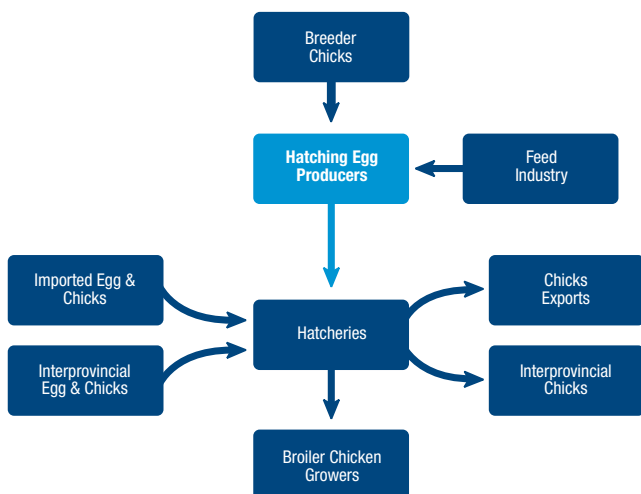 Breeder
Chicks
Hatching Egg
Producers
Feed
Industry
Imported Egg &
Chicks
Chicks
Exports
Hatcheries
Interprovincial
Egg & Chicks
Interprovincial
Chicks
Broiler Chicken
Growers